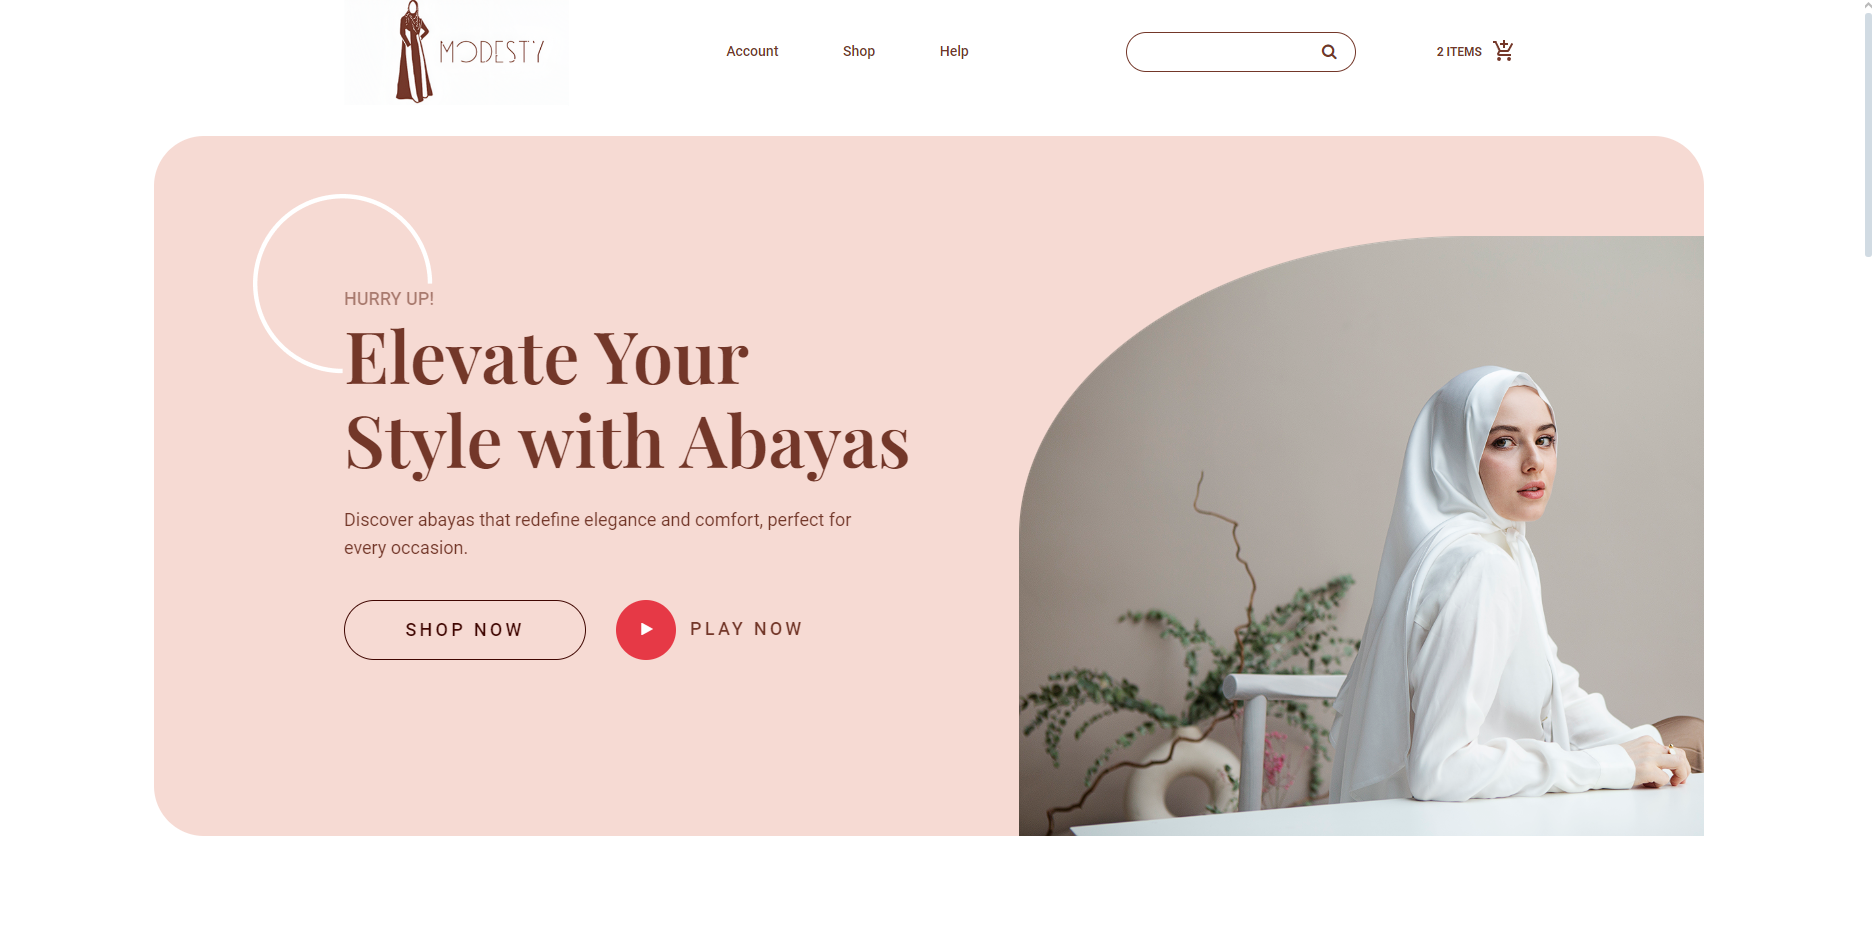 MODESTY
Account
Shop
Help
2 ITEMS
HURRY UP!
Elevate Your
Style with Abayas
Discover abayas that redefine elegance and comfort, perfect for
every occasion.
SHOP NOW
PLAY NOW